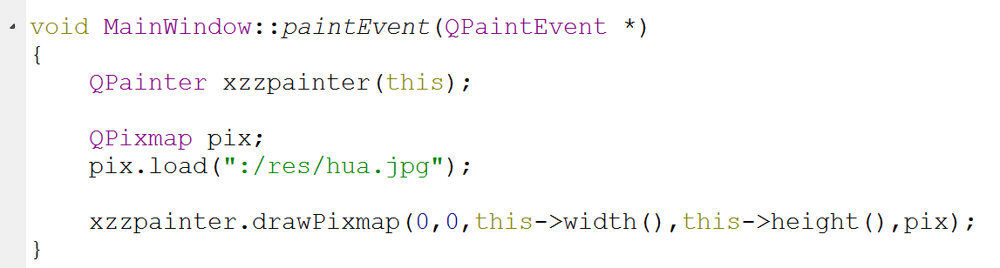 void MainWindow::paintEvent(QPaintEvent *)
{
    QPainter xzzpainter(this);
    QPixmap pix;
    pix.load(":/res/hua.jpg");
    xzzpainter.drawPixmap(0,0,this->width(),this->height(),pix);
}